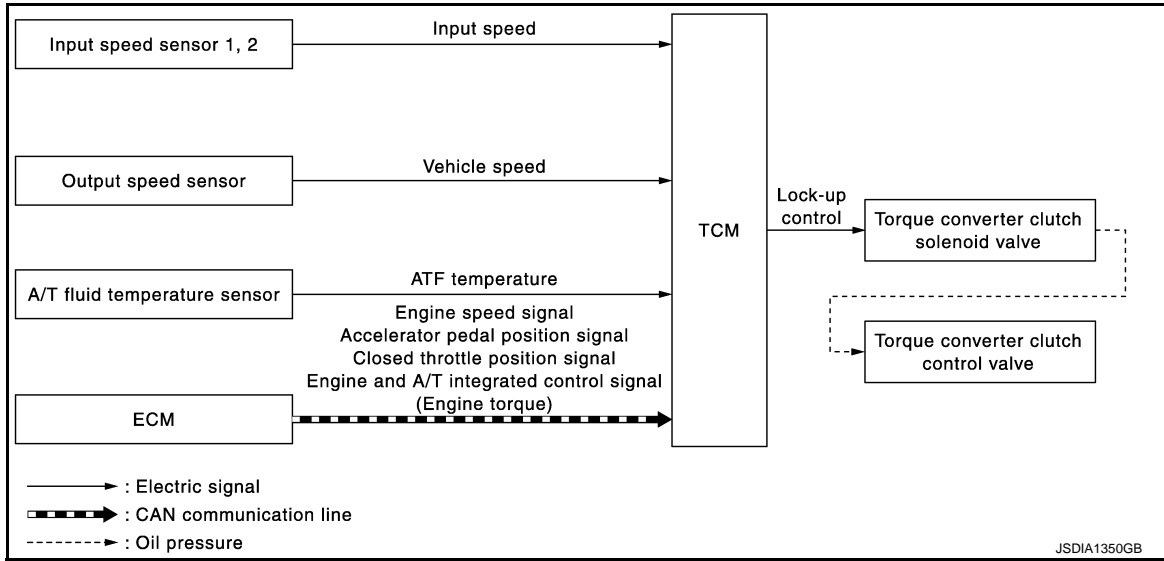 Input speed sensor 1, 2
Input speed
Output speed sensor
Vehicle speed
A/T fluid temperature sensor
ATF temperature
Engine speed signal
Accelerator pedal position signal
Closed throttle position signal
Engine and A/T integrated control signal
(Engine torque)
ECM
TCM
Lock-up
control
Torque converter clutch
solenoid valve
Torque converter clutch
control valve
: Electric signal
: CAN communication line
: Oil pressure
JSDIA1350GB